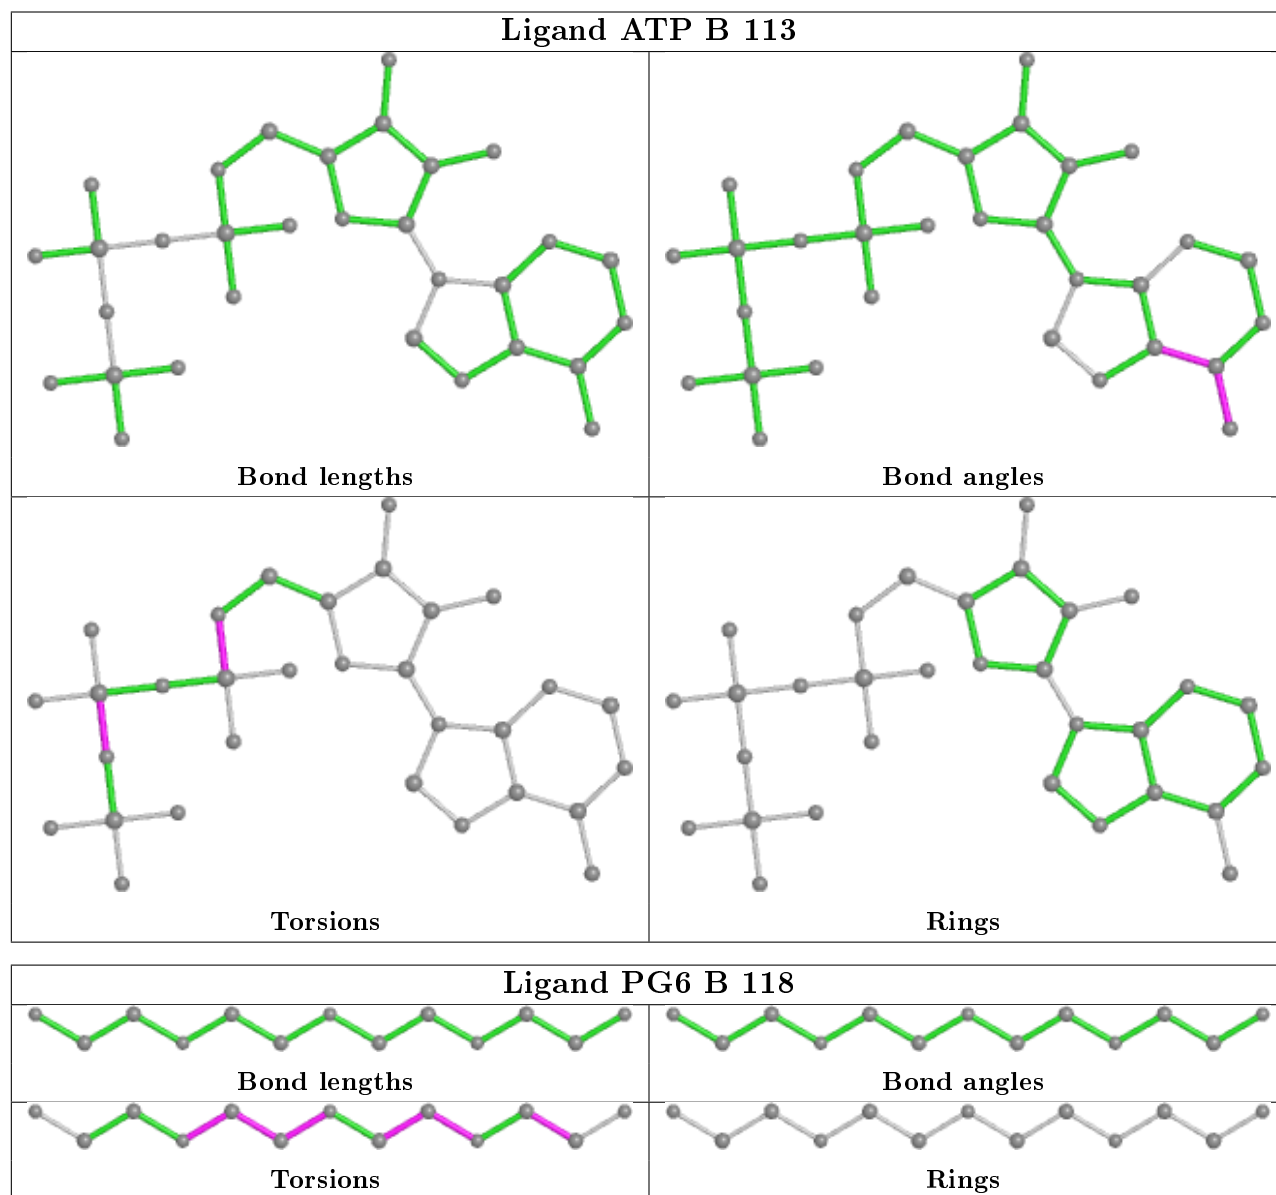 Ligand ATP B 113
Bond lengths
Bond angles
Torsions
Rings
Ligand PG6 B 118
Bond lengths
Bond angles
Torsions
Rings